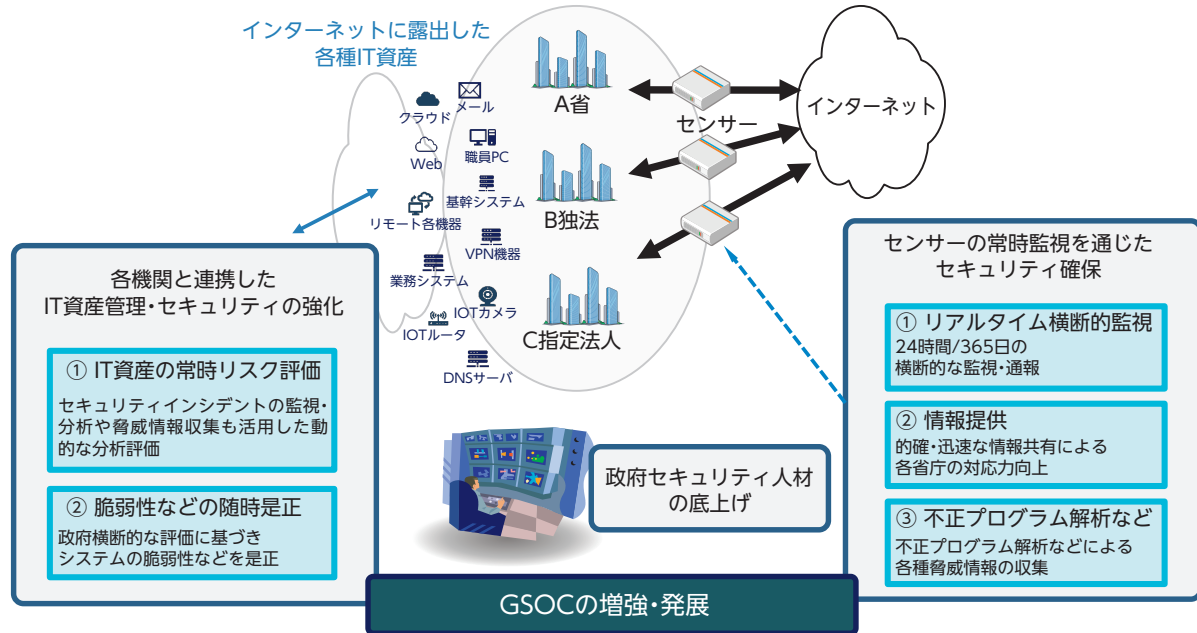 インターネットに露出した
各種IT資産
クラウド
メール
Web
職員PC
リモート各機器
基幹システム
VPN機器
業務システム
IOTカメラ
IOTルータ
DNSサーバ
A省
B独法
C指定法人
センサー
インターネット
各機関と連携した
IT資産管理・セキュリティの強化
① IT資産の常時リスク評価
セキュリティインシデントの監視・
分析や脅威情報収集も活用した動
的な分析評価
② 脆弱性などの随時是正
政府横断的な評価に基づき
システムの脆弱性などを是正
政府セキュリティ人材
の底上げ
センサーの常時監視を通じた
セキュリティ確保
① リアルタイム横断的監視
24時間/365日の
横断的な監視・通報
② 情報提供
的確・迅速な情報共有による
各省庁の対応力向上
③ 不正プログラム解析など
不正プログラム解析などによる
各種脅威情報の収集
GSOCの増強・発展